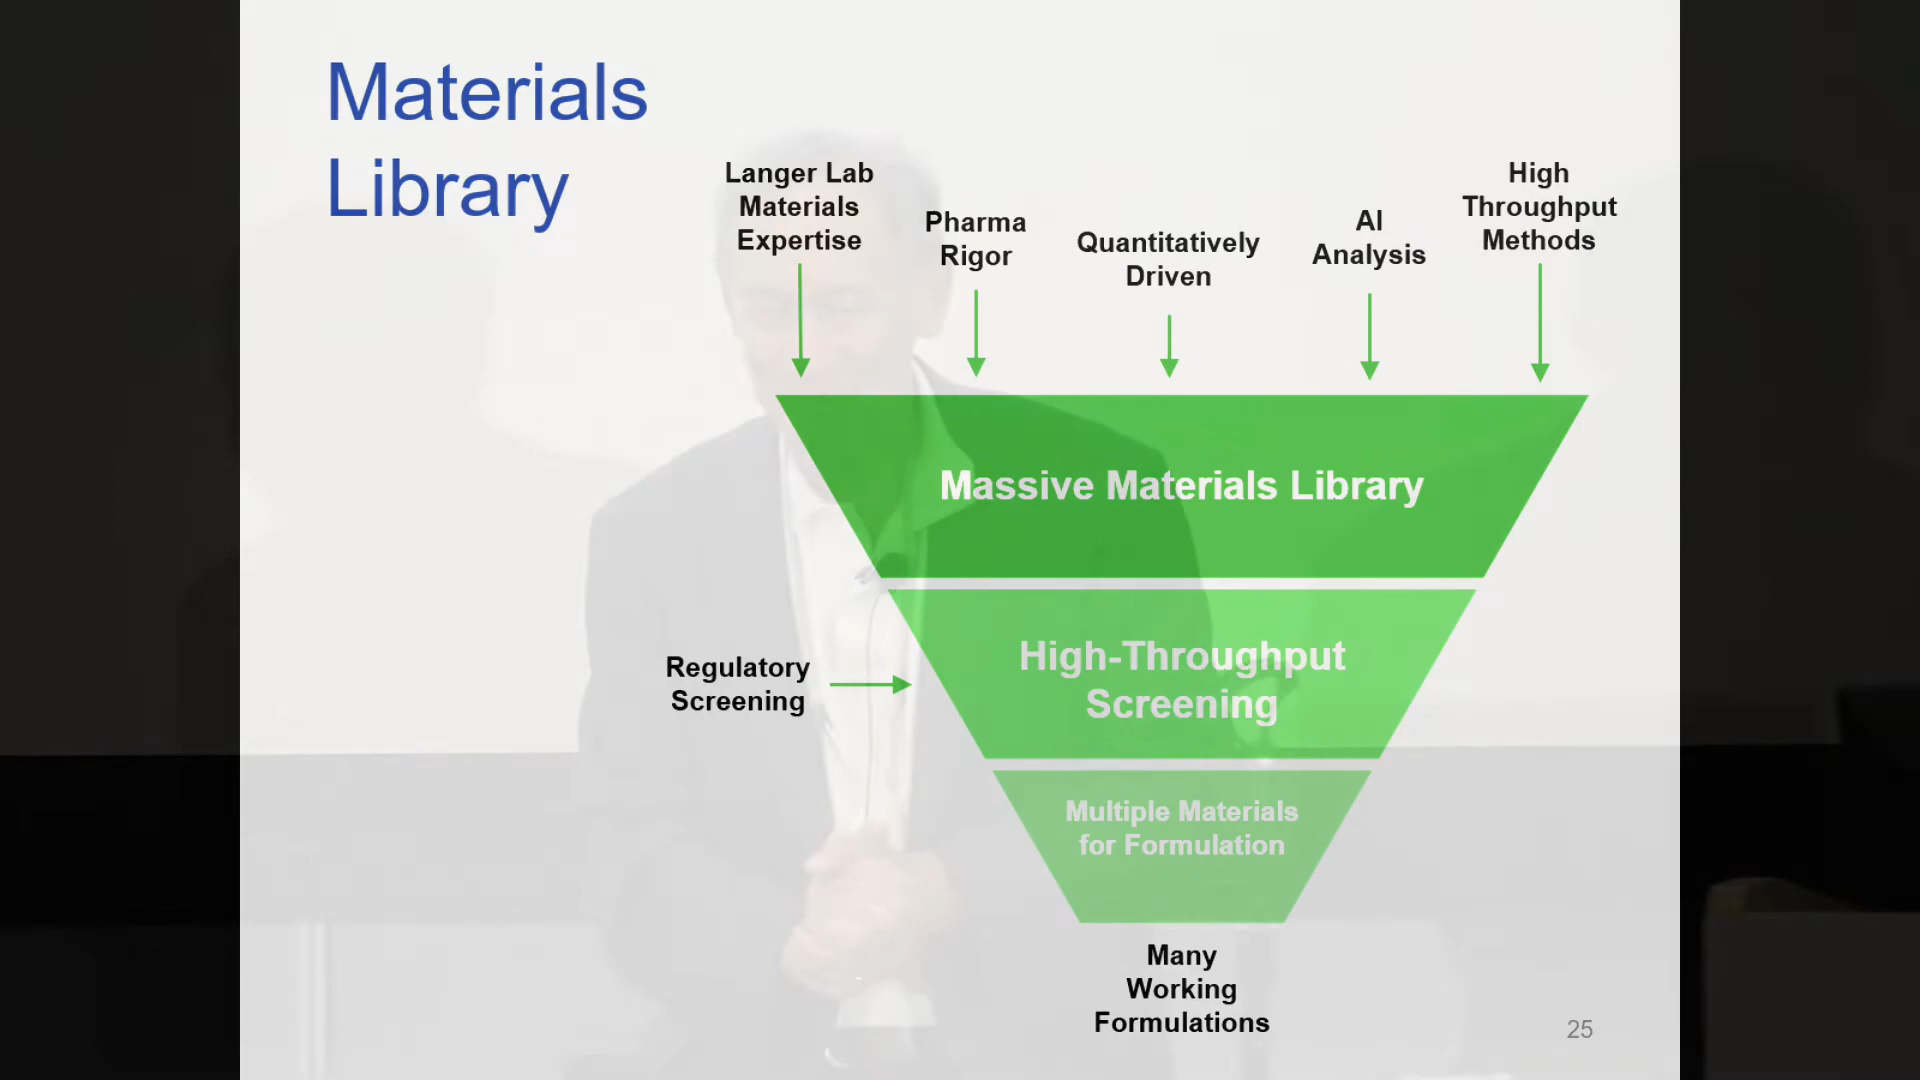 Materials
Library
Langer Lab
Materials
Expertise
Pharma
Rigor
Quantitatively
Driven
AI
Analysis
High
Throughput
Methods
Massive Materials Library
High-Throughput
Screening
Regulatory
Screening
Multiple Materials
for Formulation
Many
Working
Formulations
25